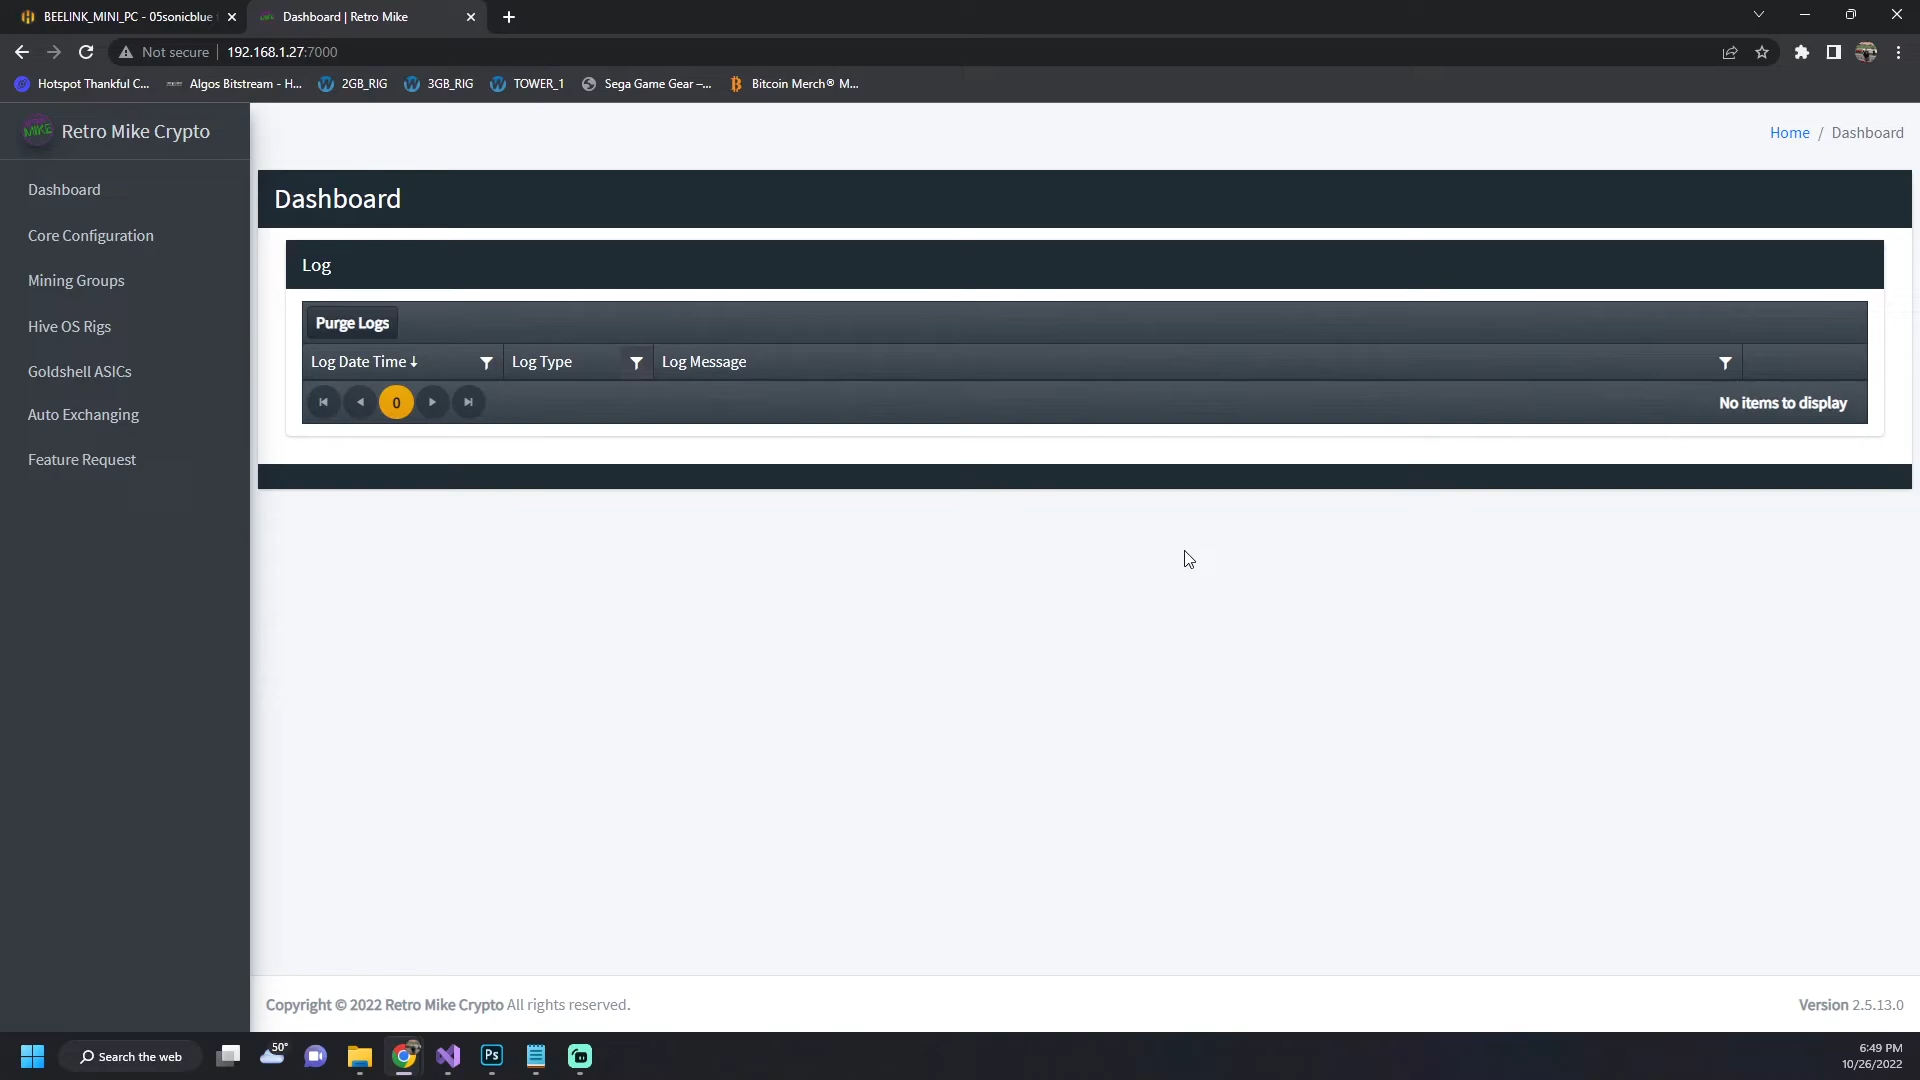 BEELINK_MINI_PC - 05sonicblue
Dashboard | Retro Mike
Not secure
192.168.1.27:7000
Hotspot Thankful C...
Algos Bitstream - H...
2GB_RIG
3GB_RIG
TOWER_1
Sega Game Gear –...
Bitcoin Merch® M...
MIKE
Retro Mike Crypto
Home / Dashboard
Dashboard
Core Configuration
Mining Groups
Hive OS Rigs
Goldshell ASICs
Auto Exchanging
Feature Request
Dashboard
Log
Purge Logs
Log Date Time
Log Type
Log Message
0
No items to display
Copyright © 2022 Retro Mike Crypto All rights reserved.
Version 2.5.13.0
Search the web
50°
Ps
6:49 PM
10/26/2022